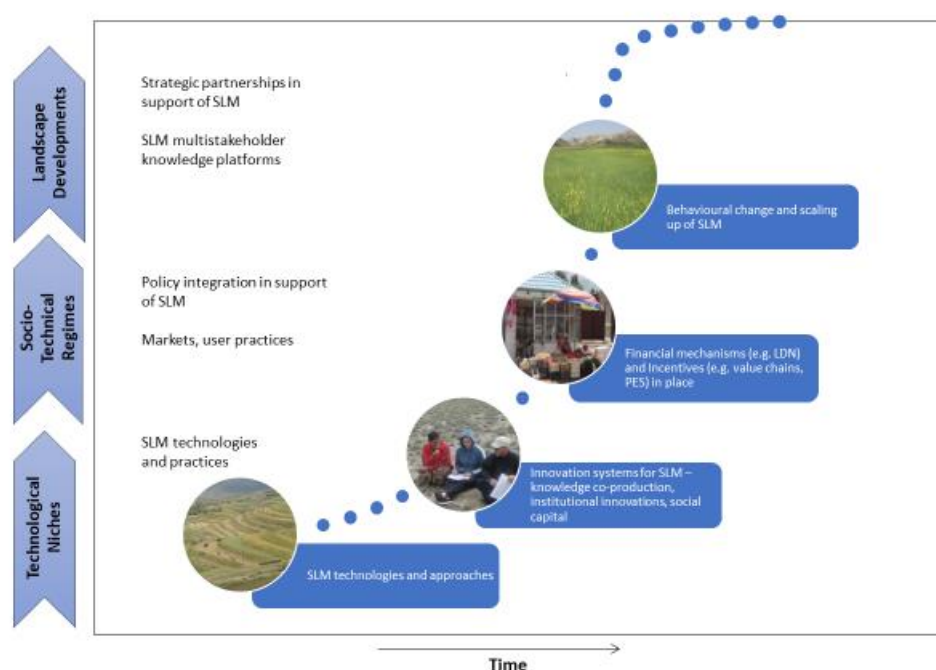 Landscape
Developments
Socio-
Technical
Regimes
Technological
Niches
Strategic partnerships in
support of SLM
SLM multistakeholder
knowledge platforms
Policy integration in support
of SLM
Markets, user practices
SLM technologies
and practices
Behavioural change and scaling
up of SLM
Financial mechanisms (e.g. LDN)
and Incentives (e.g. value chains,
PES) in place
Innovation systems for SLM –
knowledge co-production,
institutional innovations, social
capital
SLM technologies and approaches
Time